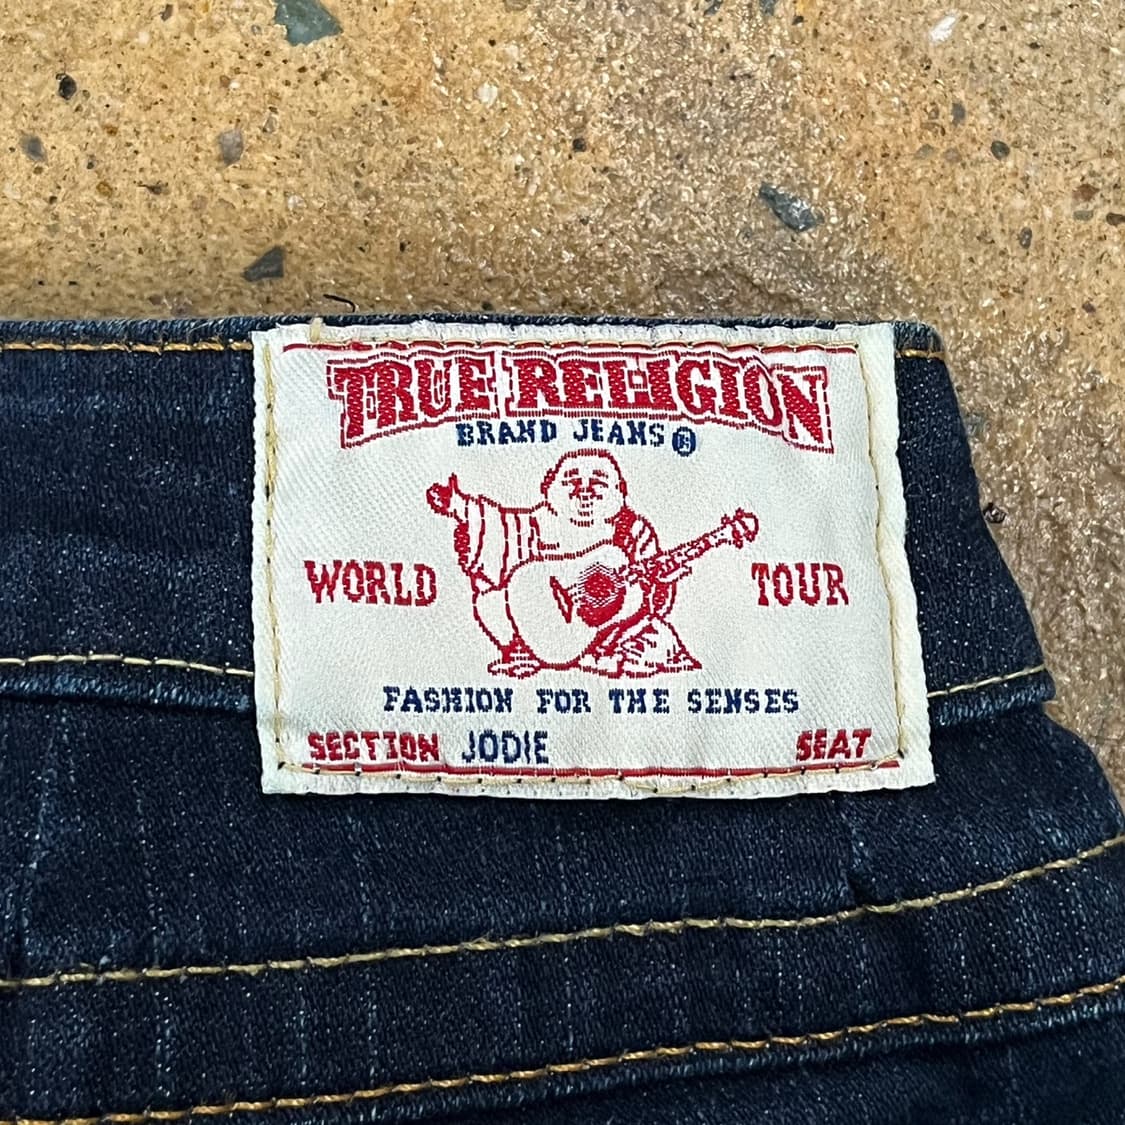 TRUE RELIGION
BRAND JEANS®
WORLD TOUR
FASHION FOR THE SENSES
SECTION JODIE SEAT